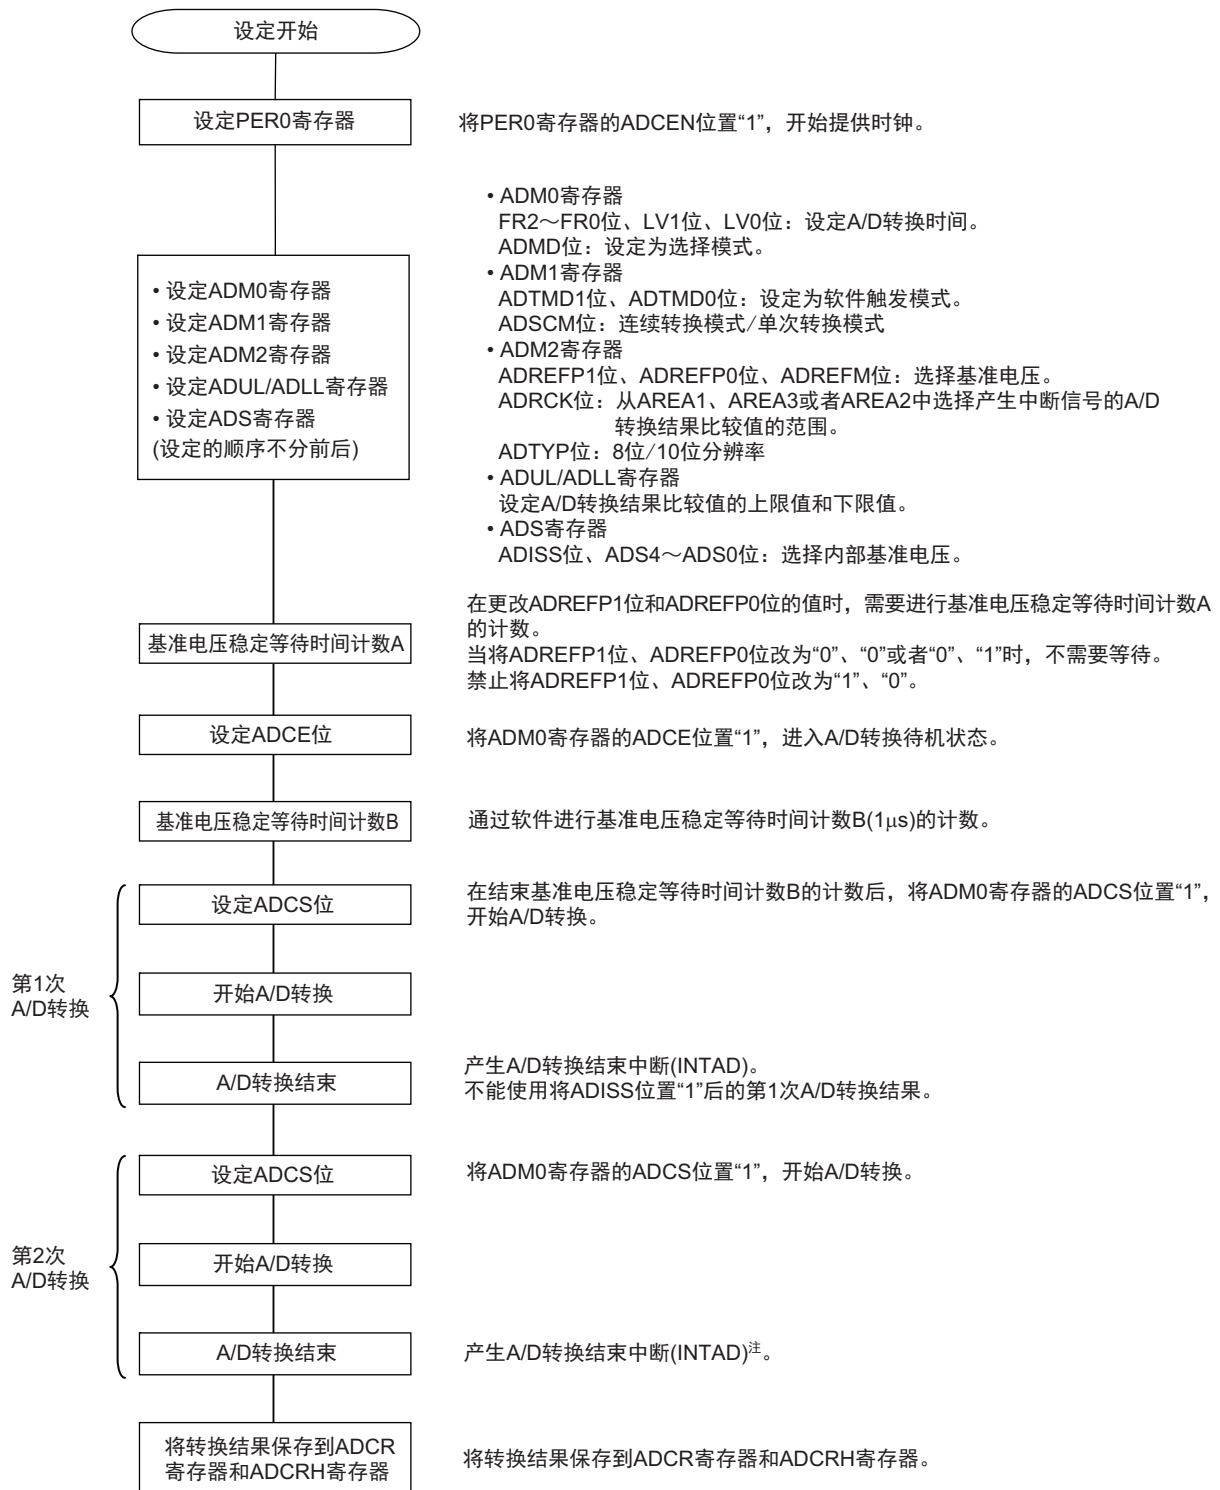 设定开始
设定PER0寄存器
将PER0寄存器的ADCEN位置“1”，开始提供时钟。
• 设定ADM0寄存器
• 设定ADM1寄存器
• 设定ADM2寄存器
• 设定ADUL/ADLL寄存器
• 设定ADS寄存器
(设定的顺序不分前后)
• ADM0寄存器
FR2～FR0位、LV1位、LV0位：设定A/D转换时间。
ADMD位：设定为选择模式。
• ADM1寄存器
ADTMD1位、ADTMD0位：设定为软件触发模式。
ADSCM位：连续转换模式/单次转换模式
• ADM2寄存器
ADREFP1位、ADREFP0位、ADREFM位：选择基准电压。
ADRCK位：从AREA1、AREA3或者AREA2中选择产生中断信号的A/D
转换结果比较值的范围。
ADTYP位：8位/10位分辨率
• ADUL/ADLL寄存器
设定A/D转换结果比较值的上限值和下限值。
• ADS寄存器
ADISS位、ADS4～ADS0位：选择内部基准电压。
基准电压稳定等待时间计数A
在更改ADREFP1位和ADREFP0位的值时，需要进行基准电压稳定等待时间计数A
的计数。
当将ADREFP1位、ADREFP0位改为“0”、“0”或者“0”、“1”时，不需要等待。
禁止将ADREFP1位、ADREFP0位改为“1”、“0”。
设定ADCE位
将ADM0寄存器的ADCE位置“1”，进入A/D转换待机状态。
基准电压稳定等待时间计数B
通过软件进行基准电压稳定等待时间计数B(1μs)的计数。
第1次
A/D转换
设定ADCS位
在结束基准电压稳定等待时间计数B的计数后，将ADM0寄存器的ADCS位置“1”，
开始A/D转换。
开始A/D转换
A/D转换结束
产生A/D转换结束中断(INTAD)。
不能使用将ADISS位置“1”后的第1次A/D转换结果。
第2次
A/D转换
设定ADCS位
将ADM0寄存器的ADCS位置“1”，开始A/D转换。
开始A/D转换
A/D转换结束
产生A/D转换结束中断(INTAD)注。
将转换结果保存到ADCR
寄存器和ADCRH寄存器
将转换结果保存到ADCR寄存器和ADCRH寄存器。